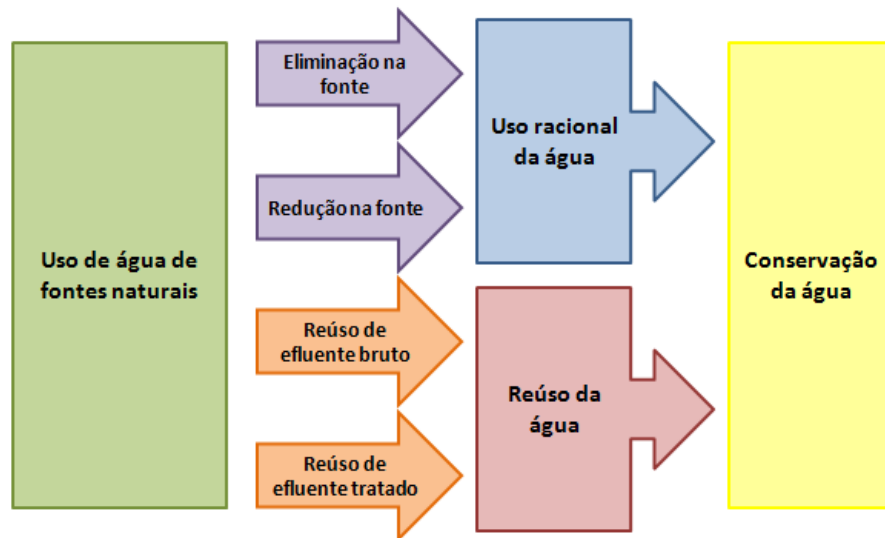 Uso de água de
fontes naturais
Eliminação na
fonte
Redução na fonte
Reúso de
efluente bruto
Reúso de
efluente tratado
Uso racional
da água
Reúso da
água
Conservação
da água